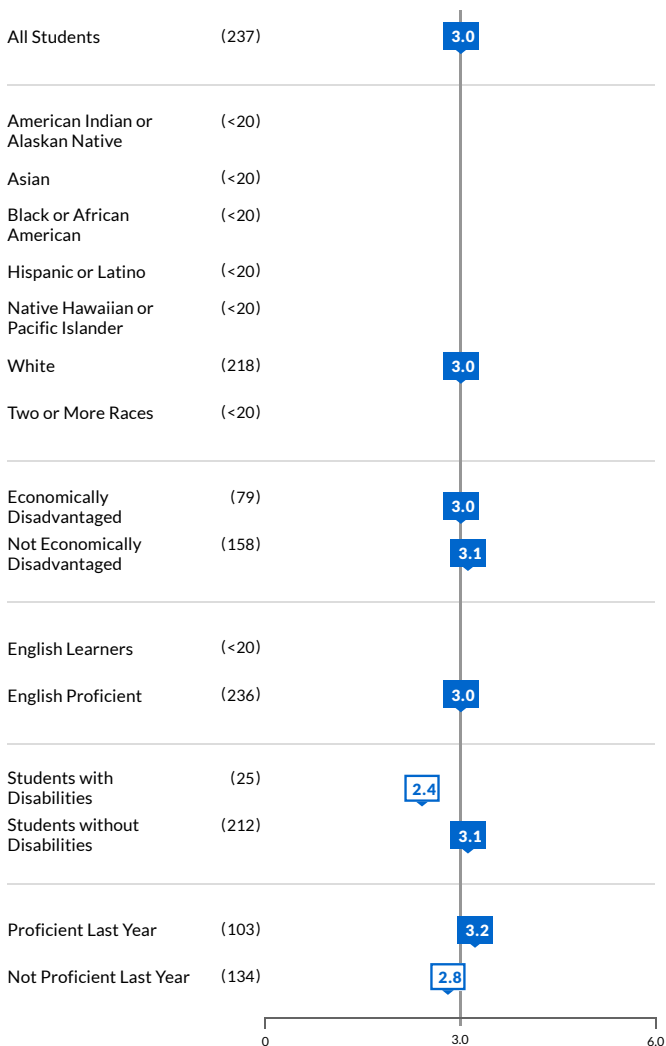 All Students (237) 3.0
American Indian or (<20)
Alaskan Native
Asian (<20)
Black or African (<20)
American
Hispanic or Latino (<20)
Native Hawaiian or (<20)
Pacific Islander
White (218) 3.0
Two or More Races (<20)
Economically (79) 3.0
Disadvantaged
Not Economically (158) 3.1
Disadvantaged
English Learners (<20)
English Proficient (236) 3.0
Students with (25) 2.4
Disabilities
Students without (212) 3.1
Disabilities
Proficient Last Year (103) 3.2
Not Proficient Last Year (134) 2.8
0 3.0 6.0